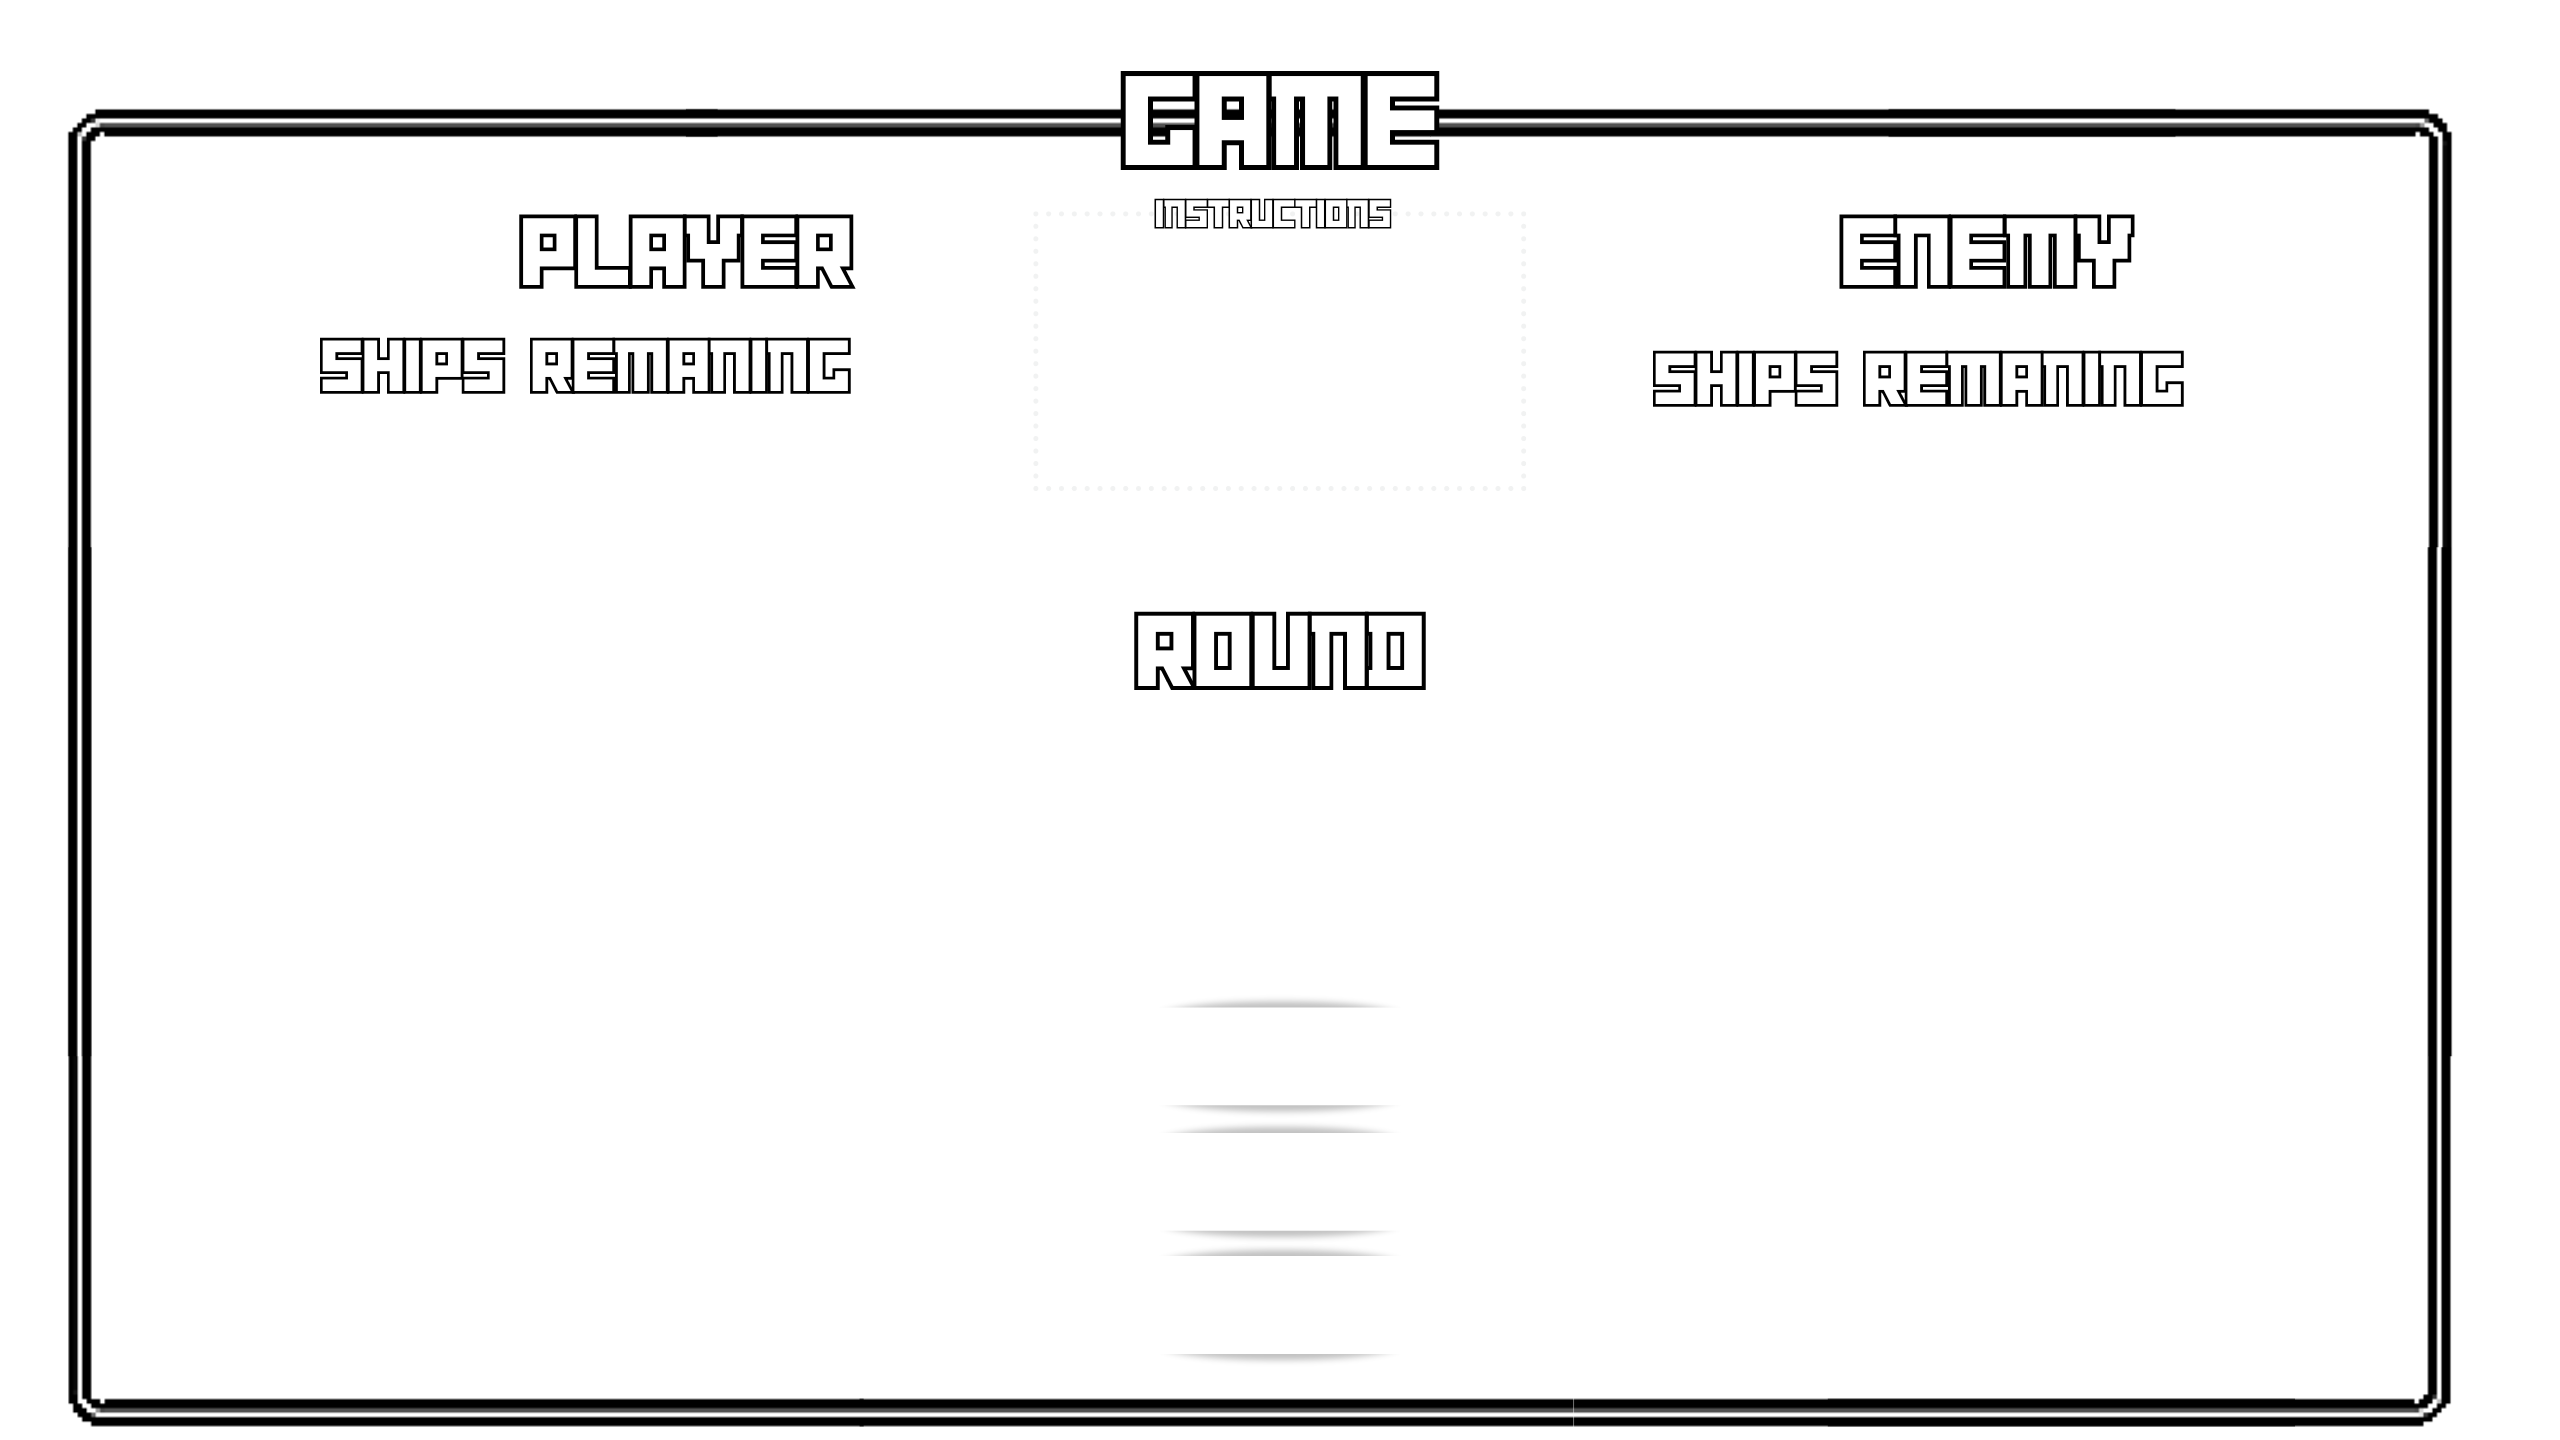 GAME
INSTRUCTIONS
PLAYER
ENEMY
SHIPS REMANING
SHIPS REMANING
ROUND